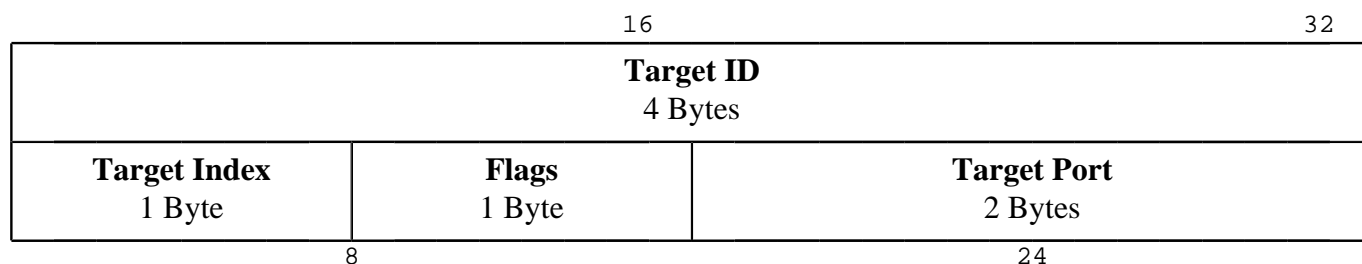 16 32
Target ID
4 Bytes
Target Index Flags Target Port
1 Byte 1 Byte 2 Bytes
8 24